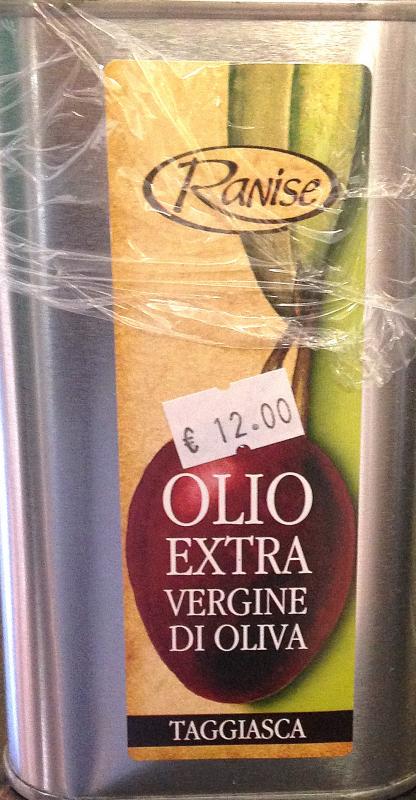 Ranise
€ 12.00
OLIO
EXTRA
VERGINE
DI OLIVA
TAGGIASCA